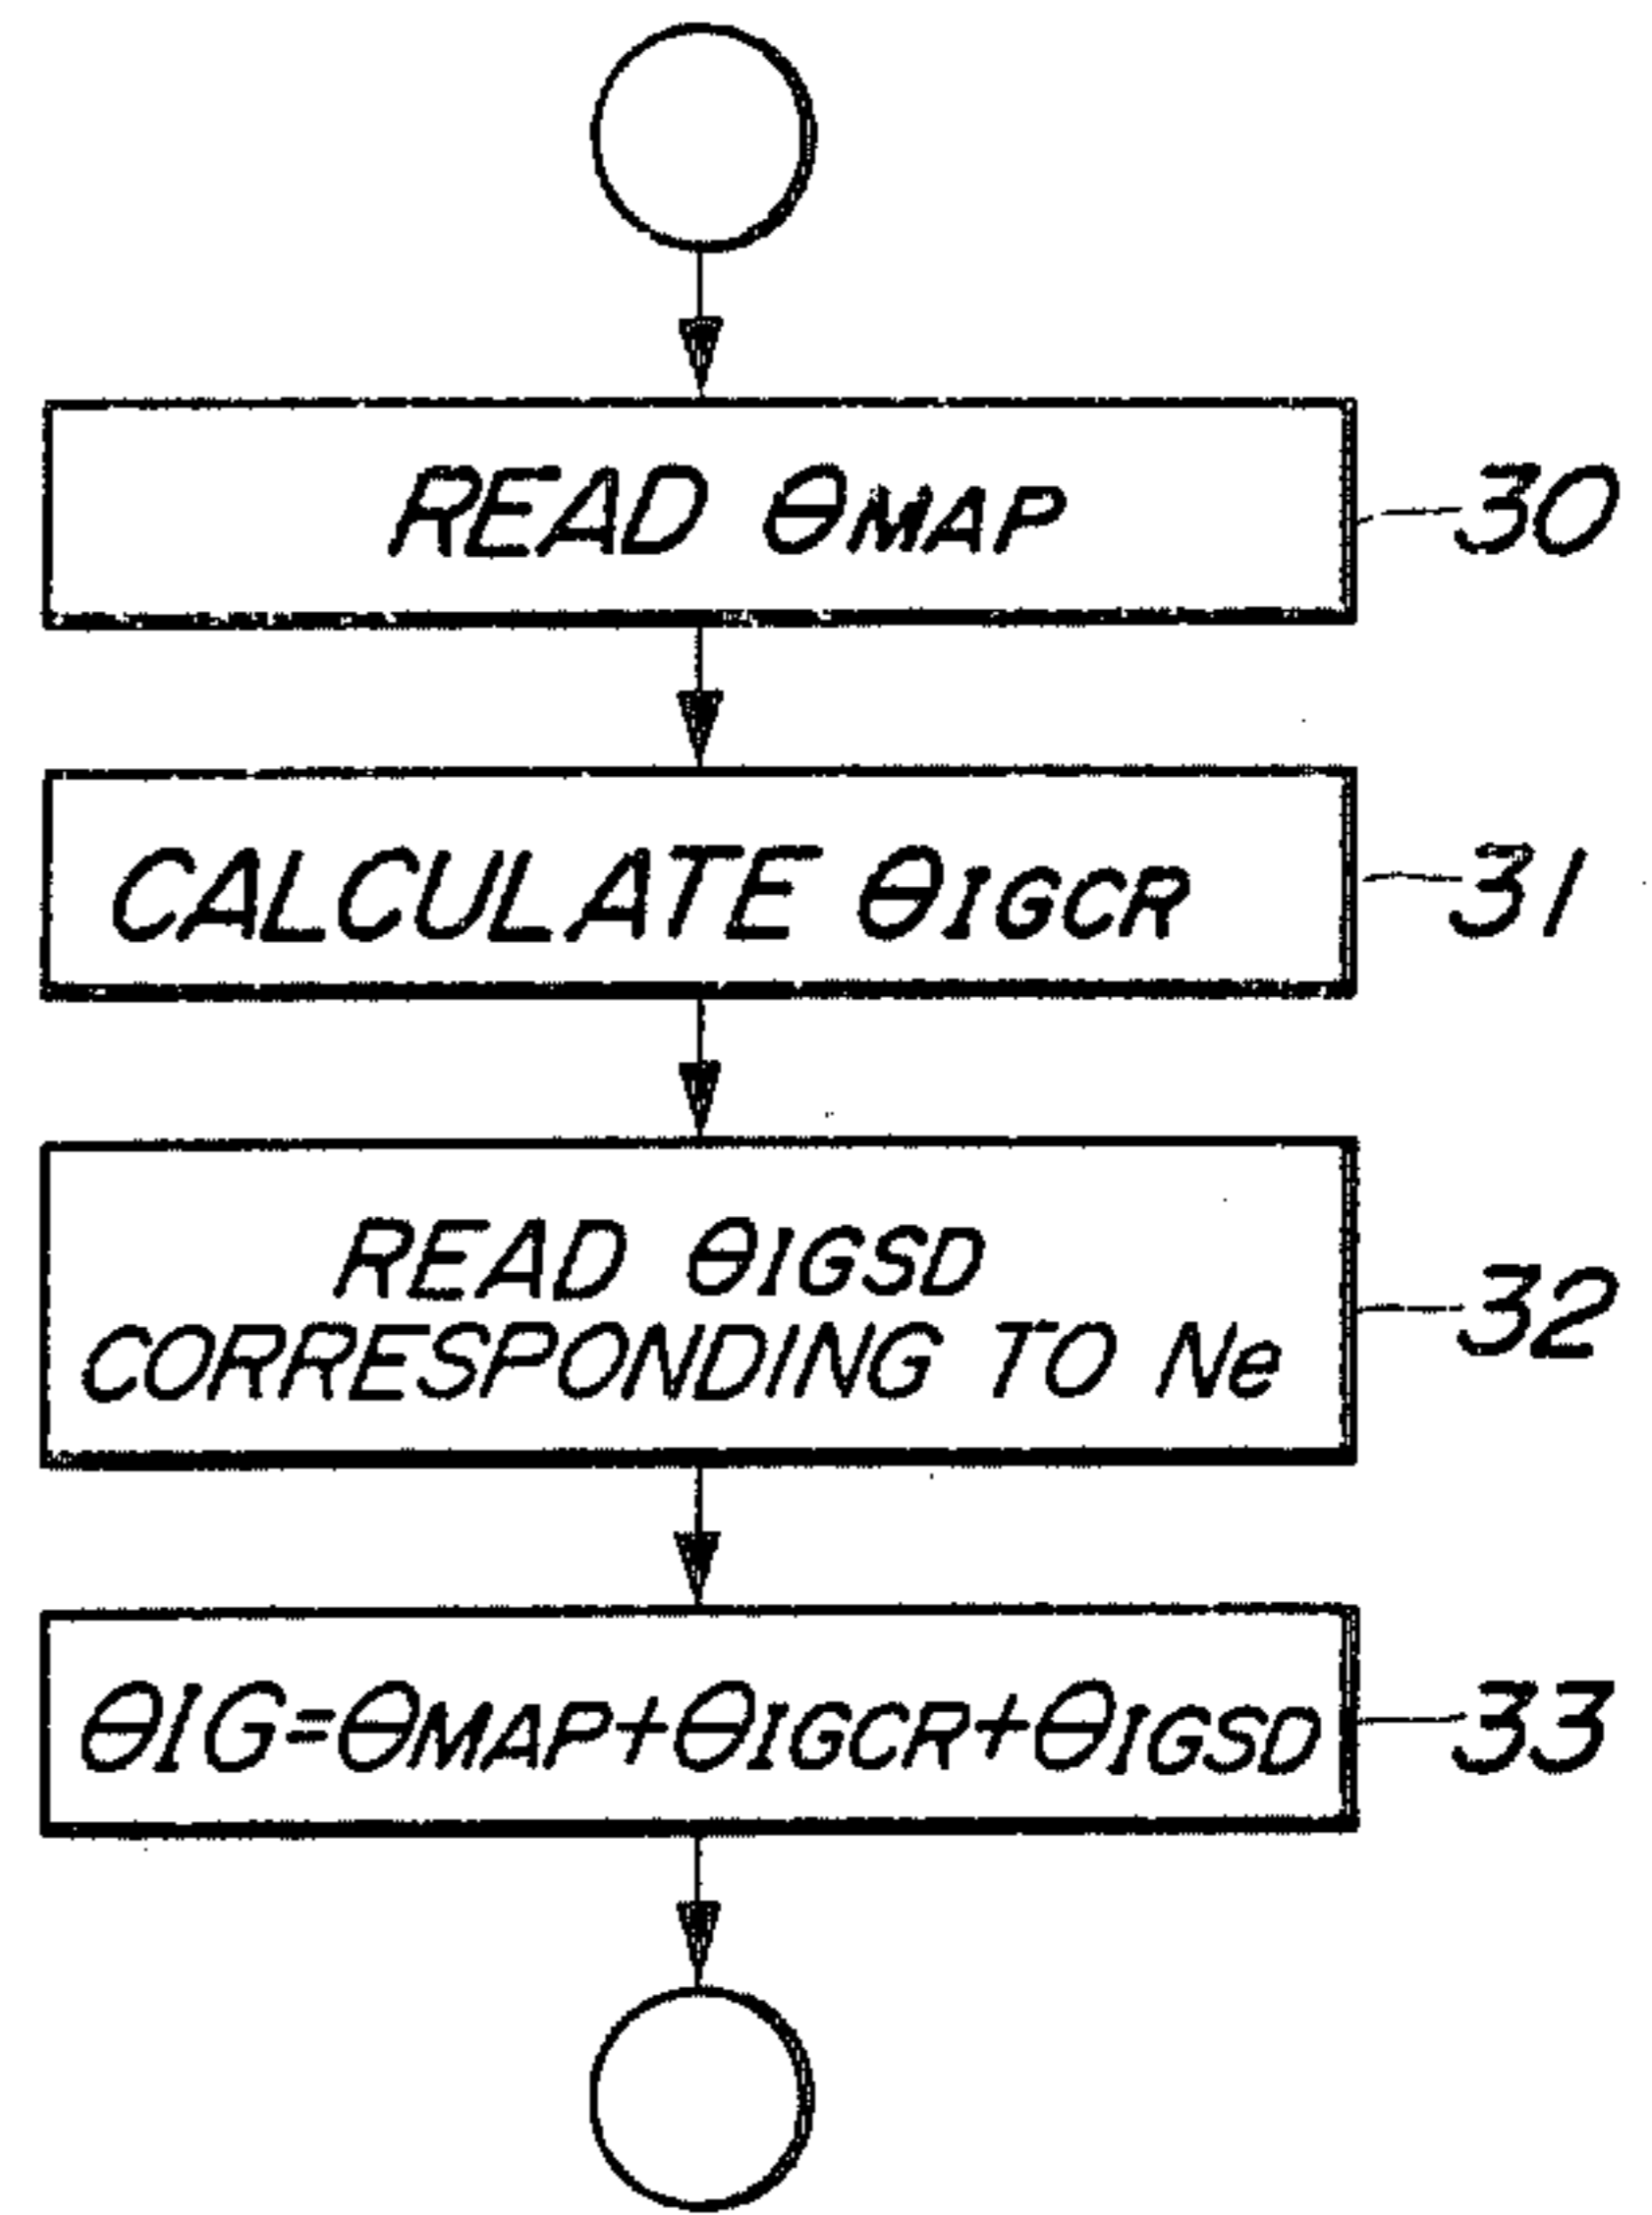 READ θMAP
30
CALCULATE θIGCR
31
READ θIGSD
CORRESPONDING TO Ne
32
θIG=θMAP+θIGCR+θIGSD
33